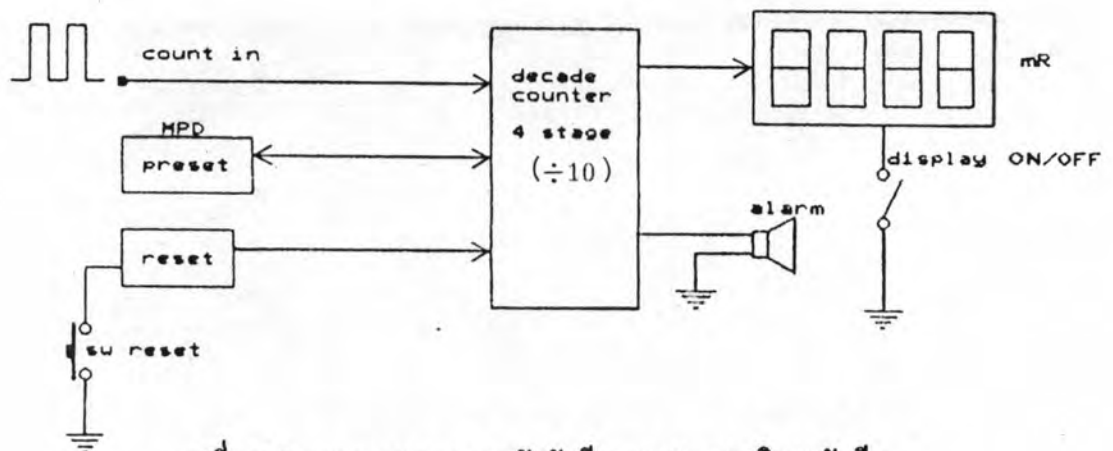 count in
MPD
preset
reset
sw reset
decade
counter
4 stage
(÷10)
mR
display ON/OFF
alarm